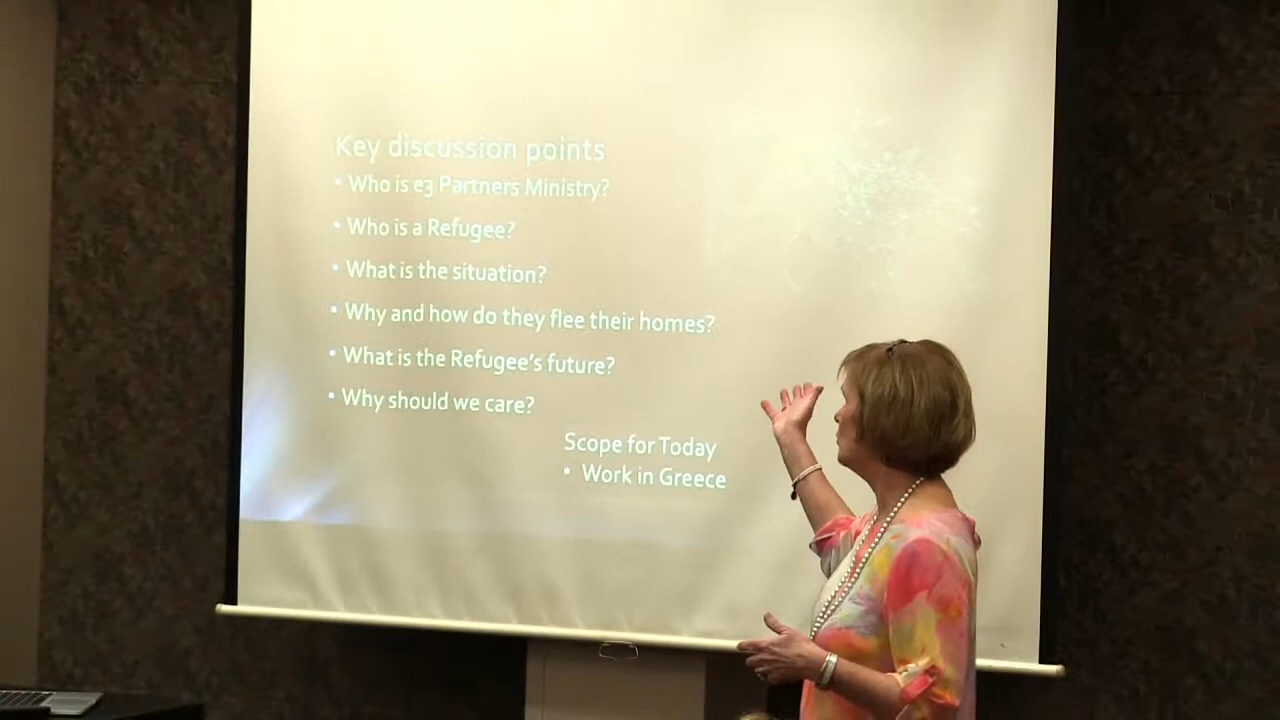 Key discussion points
• Who is e3 Partners Ministry?
• Who is a Refugee?
• What is the situation?
• Why and how do they flee their homes?
• What is the Refugee's future?
• Why should we care?
Scope for Today
• Work in Greece